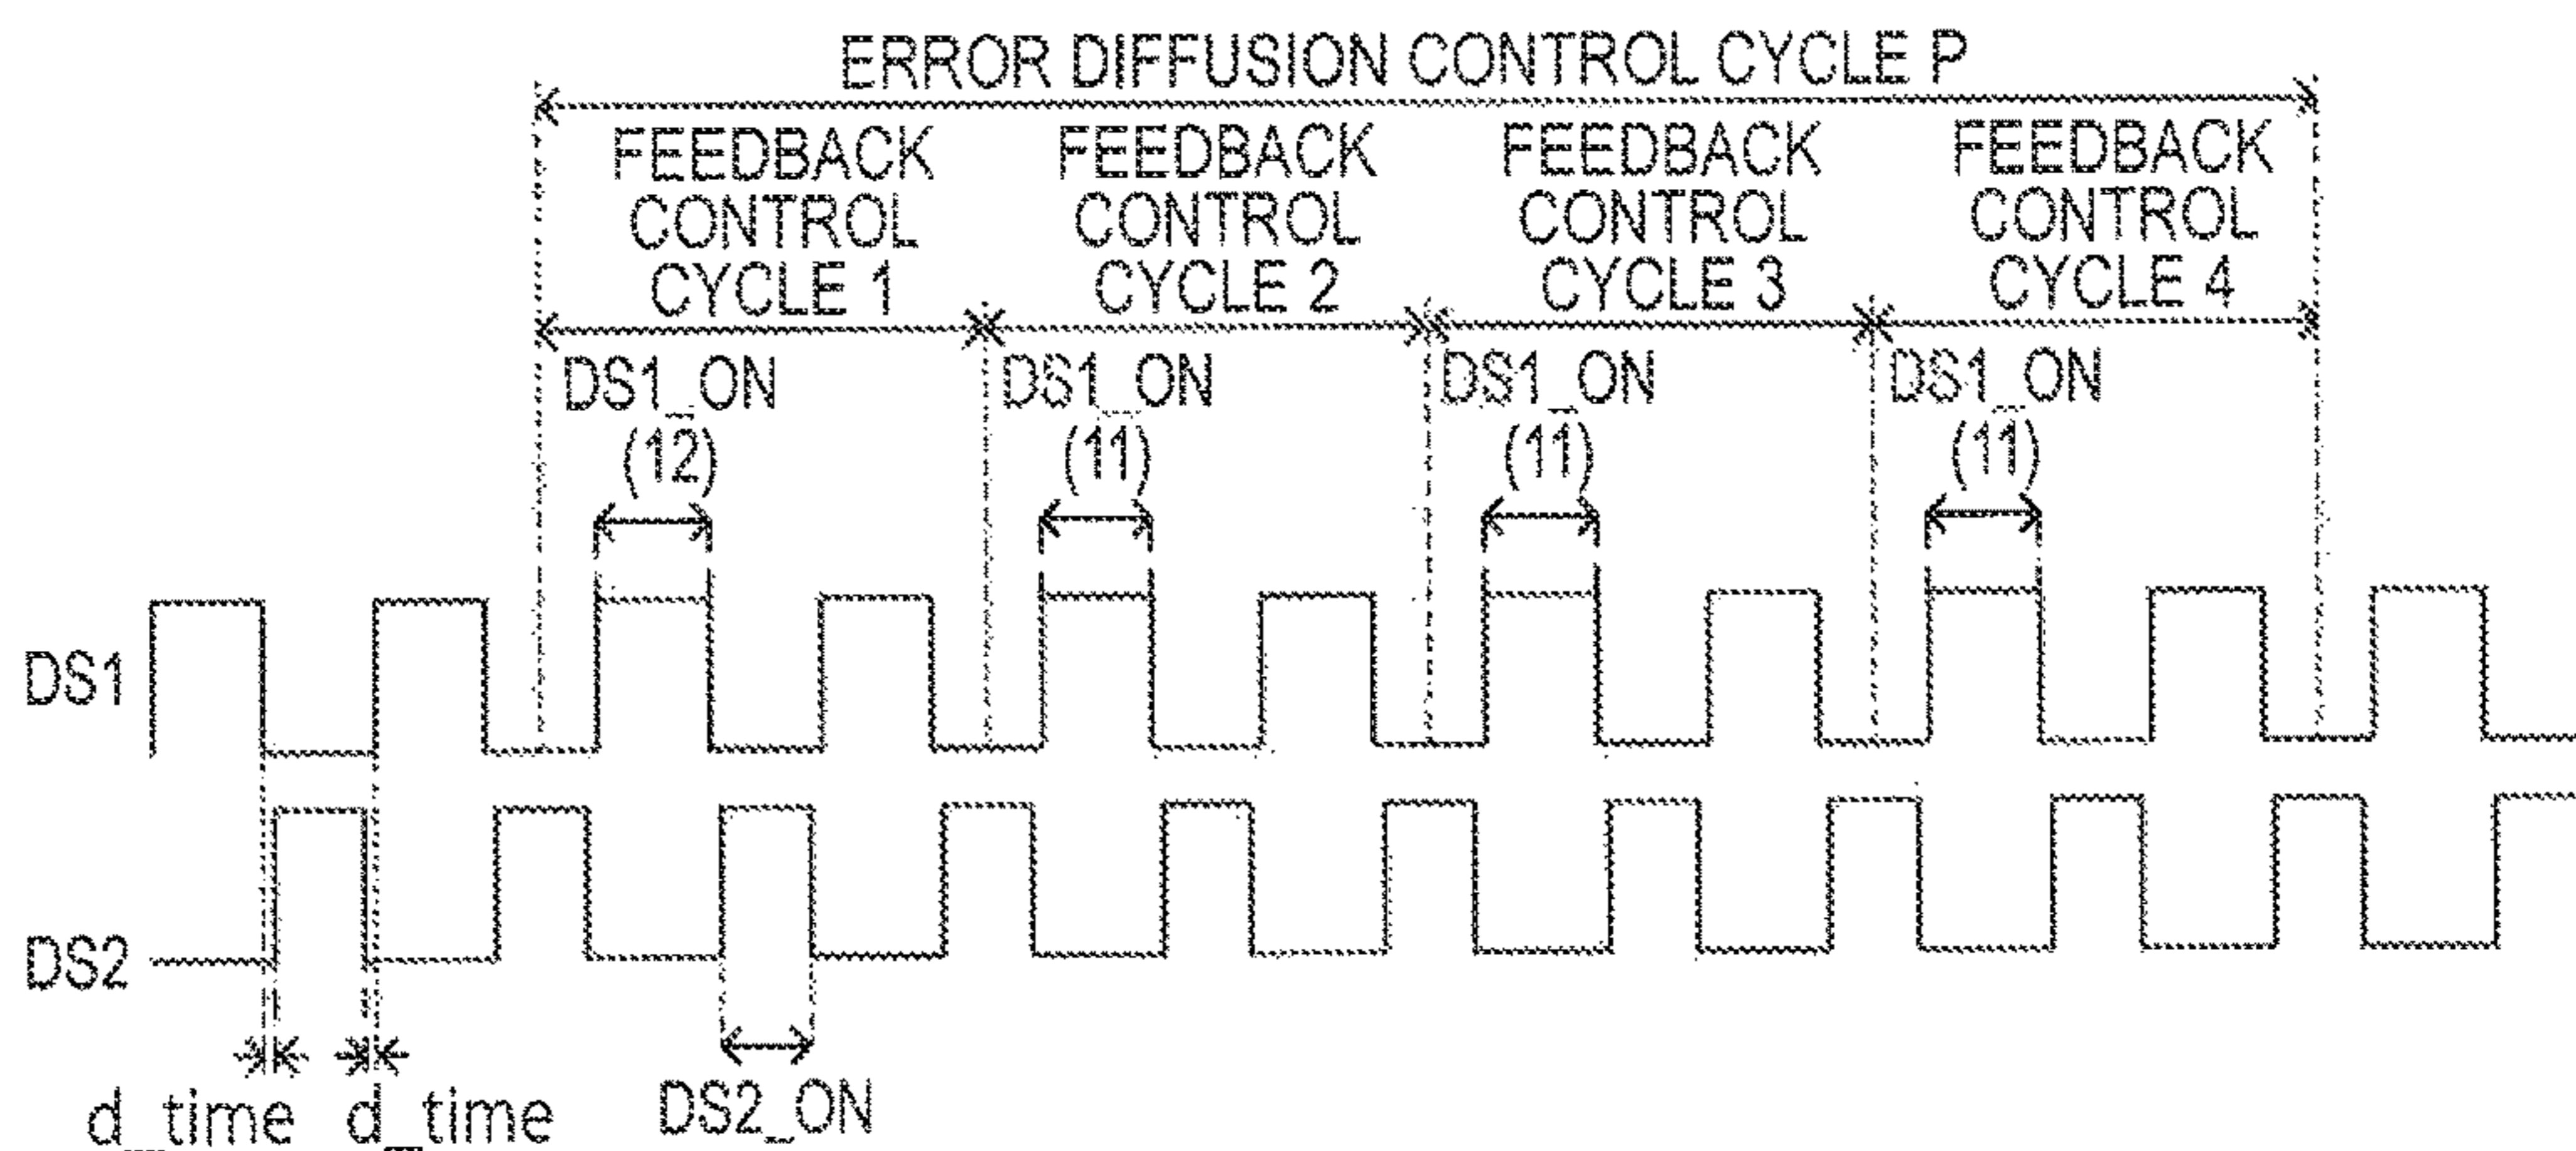 ERROR DIFFUSION CONTROL CYCLE P
FEEDBACK CONTROL CYCLE 1
FEEDBACK CONTROL CYCLE 2
FEEDBACK CONTROL CYCLE 3
FEEDBACK CONTROL CYCLE 4
DS1_ON (12)
DS1_ON (11)
DS1_ON (11)
DS1_ON (11)
DS1
DS2
d_time
d_time
DS2_ON